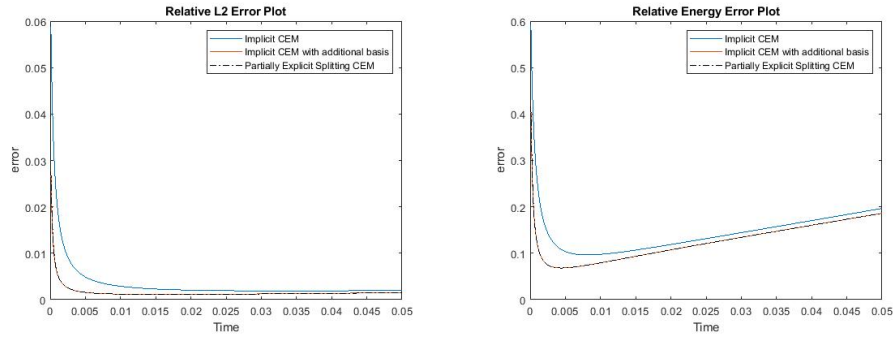 Relative L2 Error Plot
0.06
0.05
0.04
0.03
0.02
0.01
0
error
Implicit CEM
Implicit CEM with additional basis
Partially Explicit Splitting CEM
0 0.005 0.01 0.015 0.02 0.025 0.03 0.035 0.04 0.045 0.05
Time
Relative Energy Error Plot
0.6
0.5
0.4
0.3
0.2
0.1
0
error
Implicit CEM
Implicit CEM with additional basis
Partially Explicit Splitting CEM
0 0.005 0.01 0.015 0.02 0.025 0.03 0.035 0.04 0.045 0.05
Time